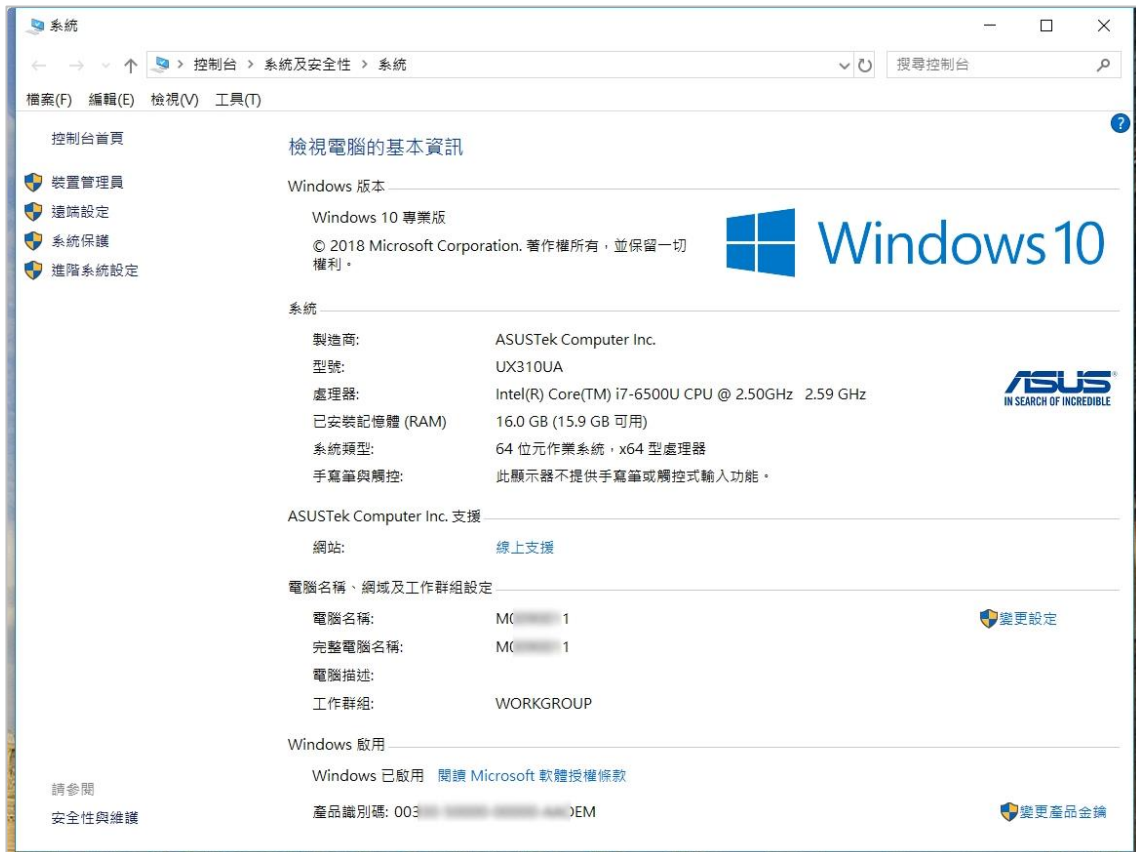 系統
控制台 > 系統及安全性 > 系統
搜尋控制台
檔案(F) 編輯(E) 檢視(V) 工具(T)
控制台首頁
裝置管理員
遠端設定
系統保護
進階系統設定
檢視電腦的基本資訊
Windows 版本
Windows 10 專業版
© 2018 Microsoft Corporation. 著作權所有，並保留一切
權利。
Windows 10
系統
製造商: ASUSTek Computer Inc.
型號: UX310UA
處理器: Intel(R) Core(TM) i7-6500U CPU @ 2.50GHz 2.59 GHz
已安裝記憶體 (RAM) 16.0 GB (15.9 GB 可用)
系統類型: 64 位元作業系統，x64 型處理器
手寫筆與觸控: 此顯示器不提供手寫筆或觸控式輸入功能。
ASUS
IN SEARCH OF INCREDIBLE
ASUSTek Computer Inc. 支援
網站: 線上支援
電腦名稱、網域及工作群組設定
電腦名稱: M 1
變更設定
完整電腦名稱: M 1
電腦描述:
工作群組: WORKGROUP
Windows 啟用
Windows 已啟用 閱讀 Microsoft 軟體授權條款
產品識別碼: 003 OEM
變更產品金鑰
請參閱
安全性與維護